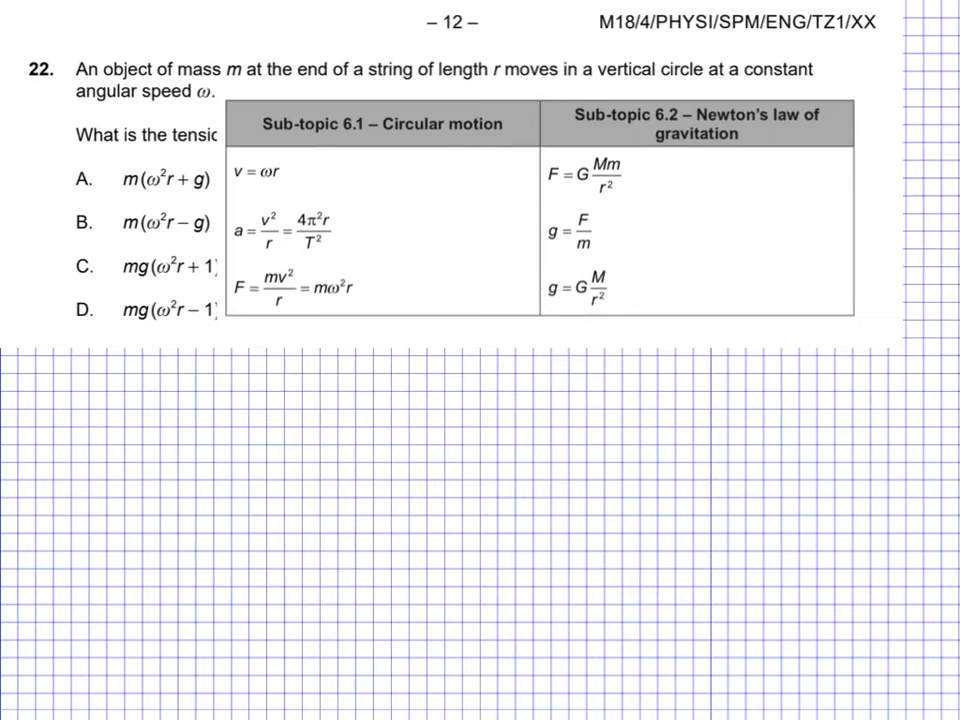 – 12 –
M18/4/PHYSI/SPM/ENG/TZ1/XX
22. An object of mass m at the end of a string of length r moves in a vertical circle at a constant
angular speed ω.
What is the
A. m(ω²r + g)
B. m(ω²r – g)
C. mg(ω²r + 1)
D. mg(ω²r – 1)
Sub-topic 6.1 – Circular motion
v = ωr
a = v²/r = 4π²r/T²
F = mv²/r = mω²r
Sub-topic 6.2 – Newton's law of
gravitation
F = G Mm/r²
g = F/m
g = G M/r²